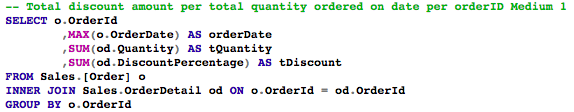 -- Total discount amount per total quantity ordered on date per orderID Medium 1
SELECT o.OrderId
,MAX(o.OrderDate) AS orderDate
,SUM(od.Quantity) AS tQuantity
,SUM(od.DiscountPercentage) AS tDiscount
FROM Sales.[Order] o
INNER JOIN Sales.OrderDetail od ON o.OrderId = od.OrderId
GROUP BY o.OrderId